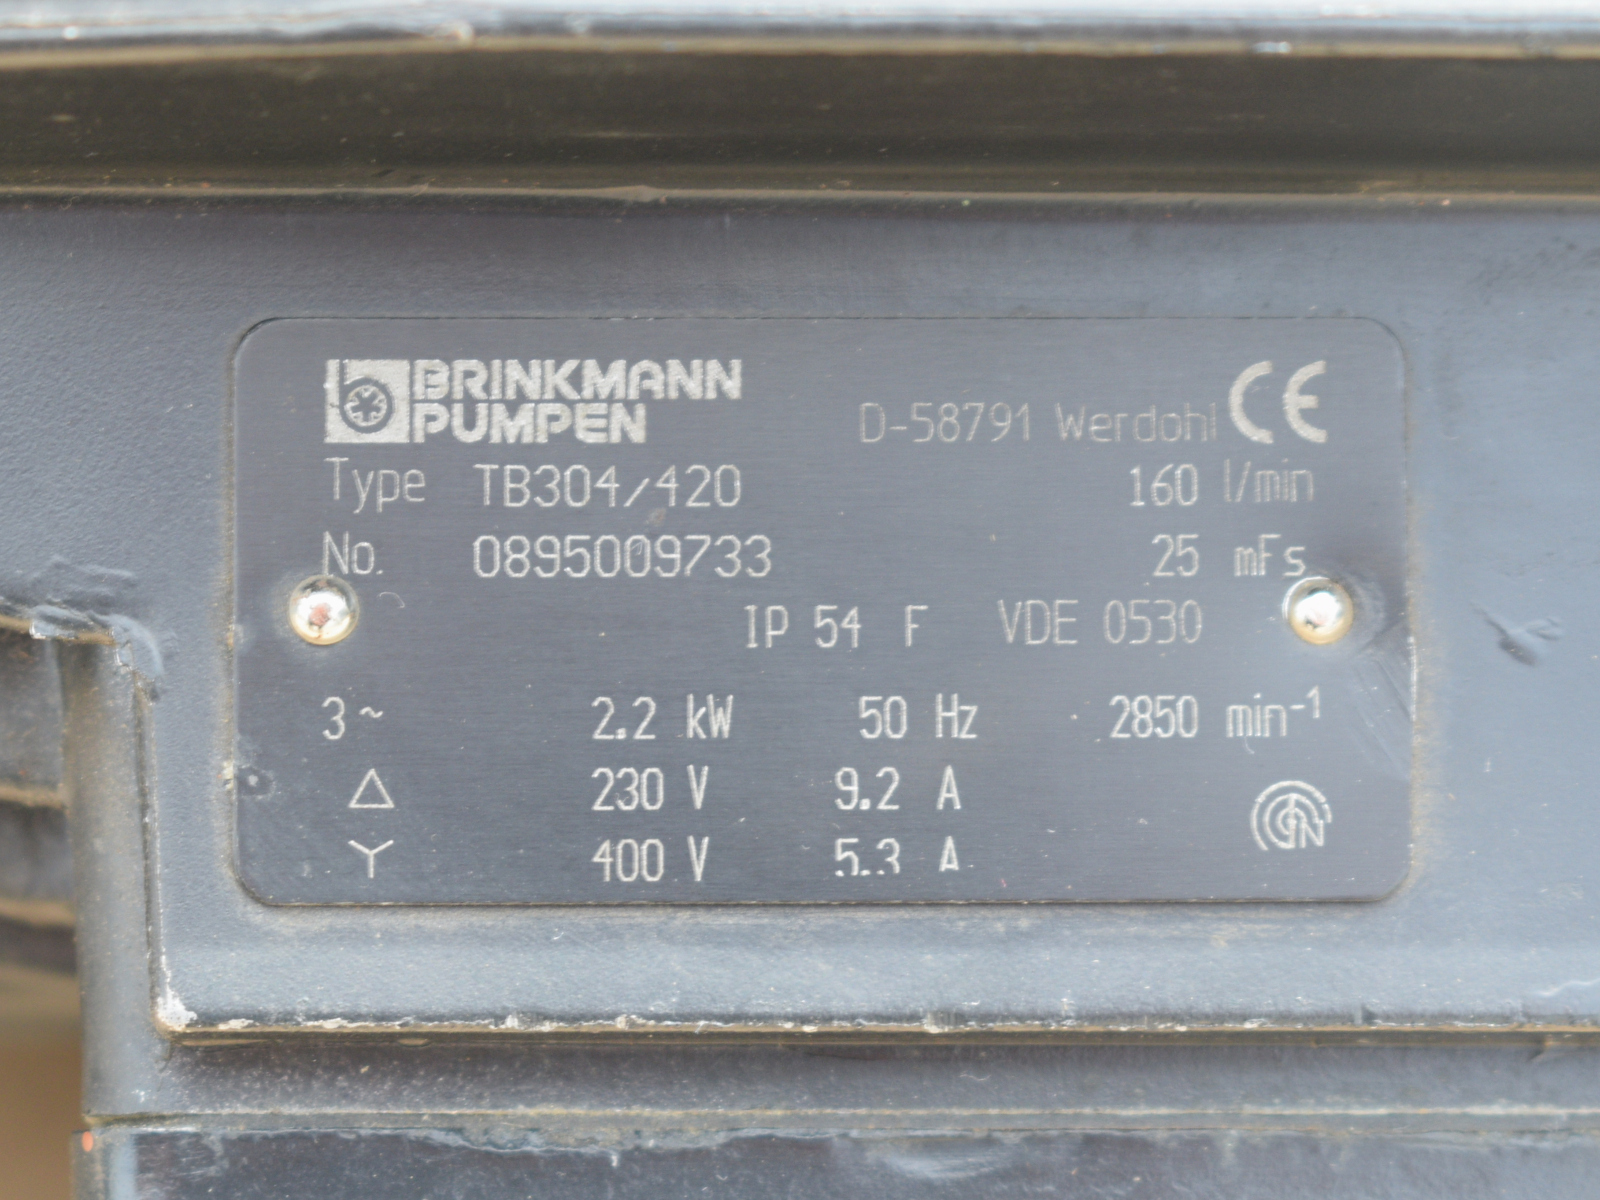 BRINKMANN
PUMPEN
D-58791 Werdohl CE
Type TB304/420 160 l/min
No. 0895009733 25 mFs
IP 54 F VDE 0530
3~ 2.2 kW 50 Hz 2850 min⁻¹
△ 230 V 9.2 A
Y 400 V 5.3 A